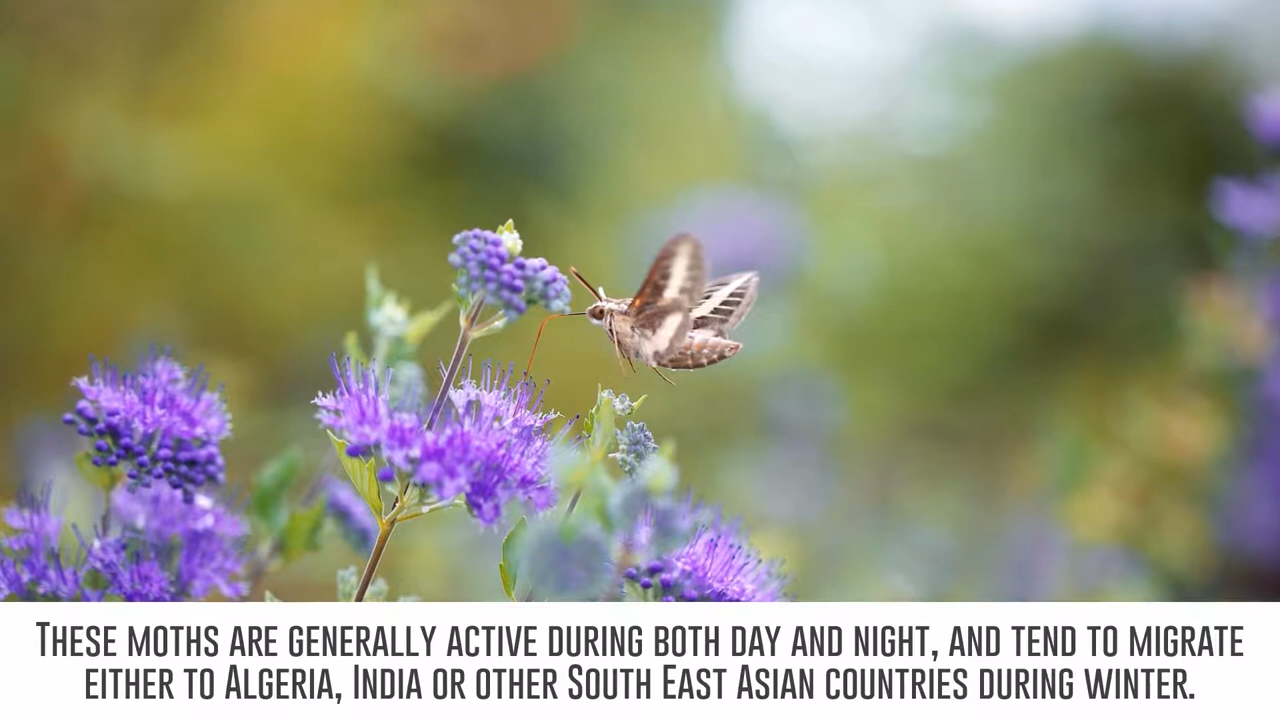 These moths are generally active during both day and night, and tend to migrate
either to Algeria, India or other South East Asian countries during winter.